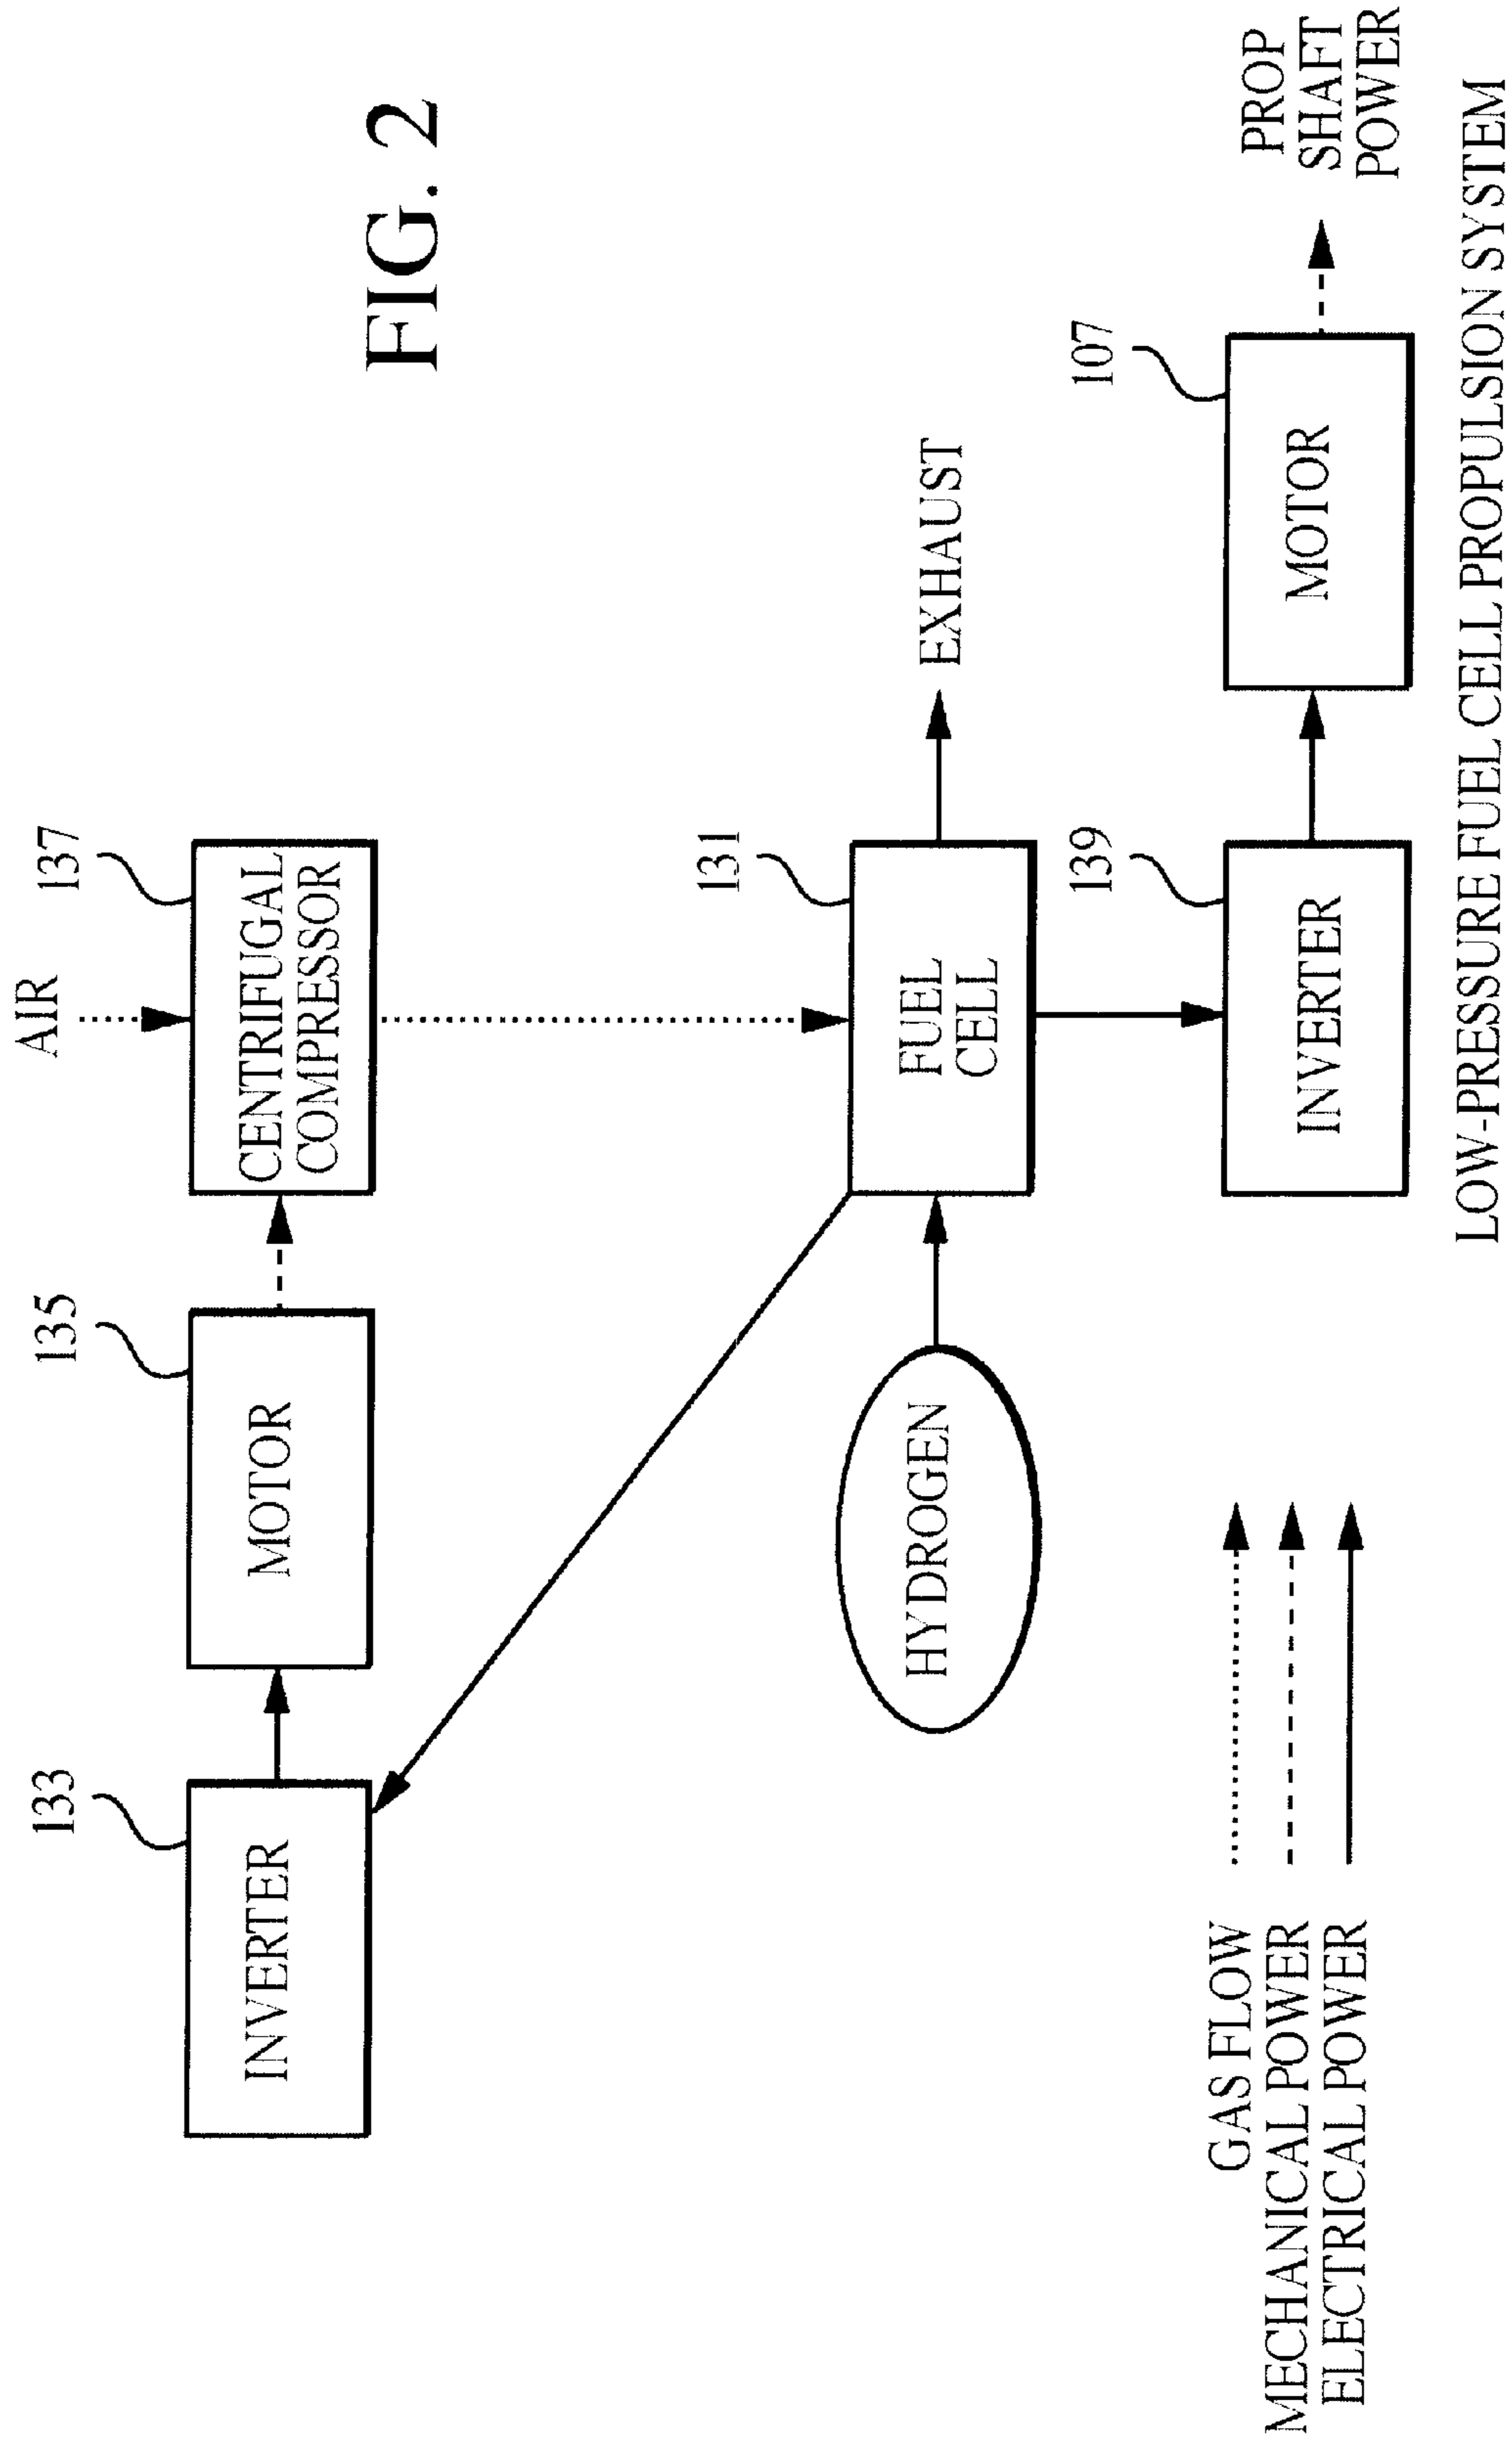 FIG. 2
AIR
133
135
137
INVERTER
MOTOR
CENTRIFUGAL
COMPRESSOR
131
HYDROGEN
FUEL
CELL
EXHAUST
139
107
INVERTER
MOTOR
PROP
SHAFT
POWER
GAS FLOW
MECHANICAL POWER
ELECTRICAL POWER
LOW-PRESSURE FUEL CELL PROPULSION SYSTEM